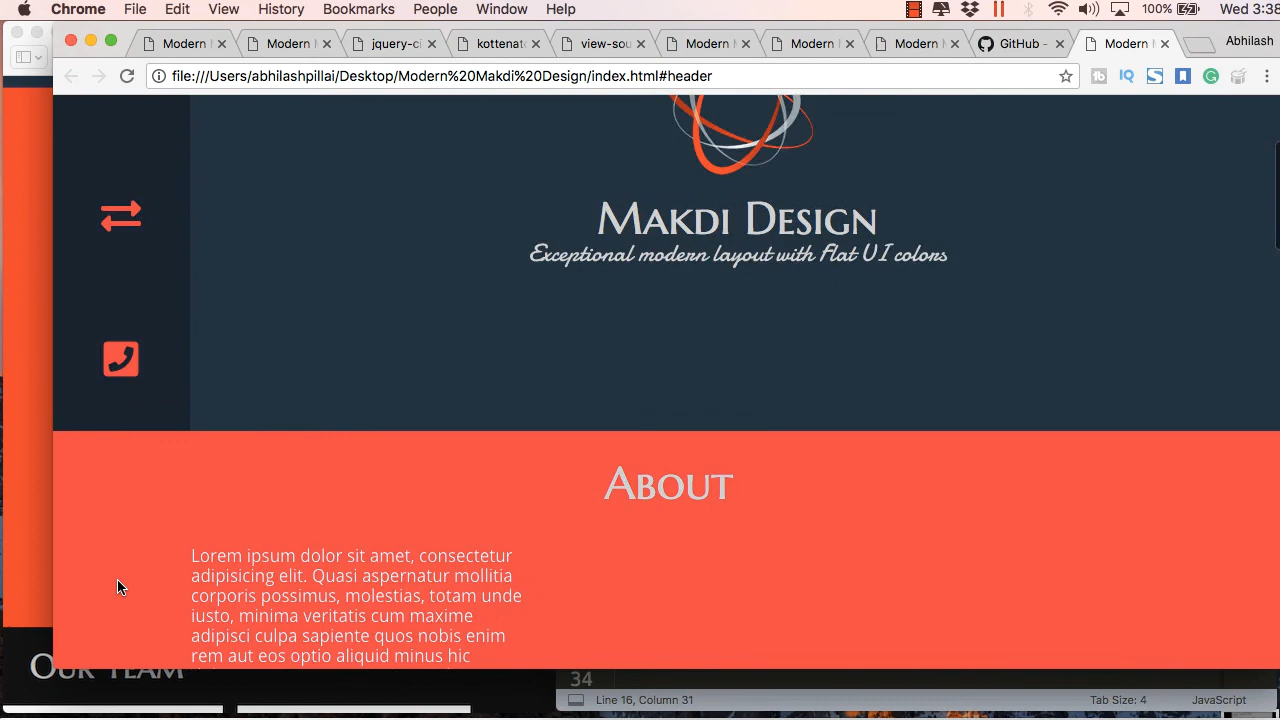 Chrome File Edit View History Bookmarks People Window Help 100% Wed 3:38
Modern jquery-ci kottenat view-sou Modern Modern Modern GitHub - Modern Abhilash
file:///Users/abhilashpillai/Desktop/Modern%20Makdi%20Design/index.html#header
IQ
Makdi Design
Exceptional modern layout with Flat UI colors
About
Lorem ipsum dolor sit amet, consectetur
adipisicing elit. Quasi aspernatur mollitia
corporis possimus, molestias, totam unde
iusto, minima veritatis cum maxime
adipisci culpa sapiente quos nobis enim
rem aut eos optio aliquid minus hic
Our Team
34
Line 16, Column 31 Tab Size: 4 JavaScript